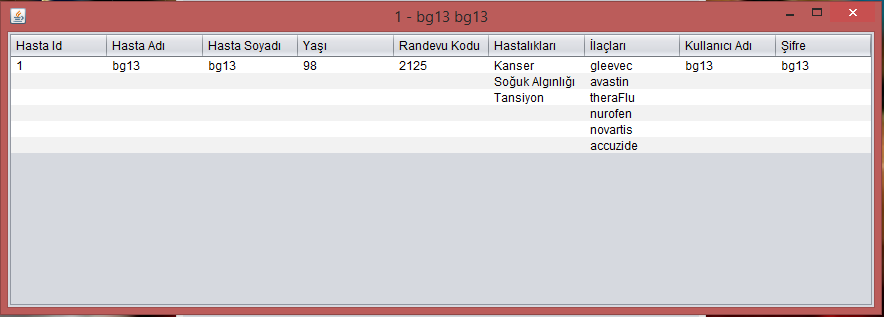 1 - bg13 bg13
Hasta Id Hasta Adı Hasta Soyadı Yaşı Randevu Kodu Hastalıkları İlaçları Kullanıcı Adı Şifre
1 bg13 bg13 98 2125 Kanser gleevec bg13 bg13
Soğuk Algınlığı avastin
Tansiyon theraFlu
nurofen
novartis
accuzide